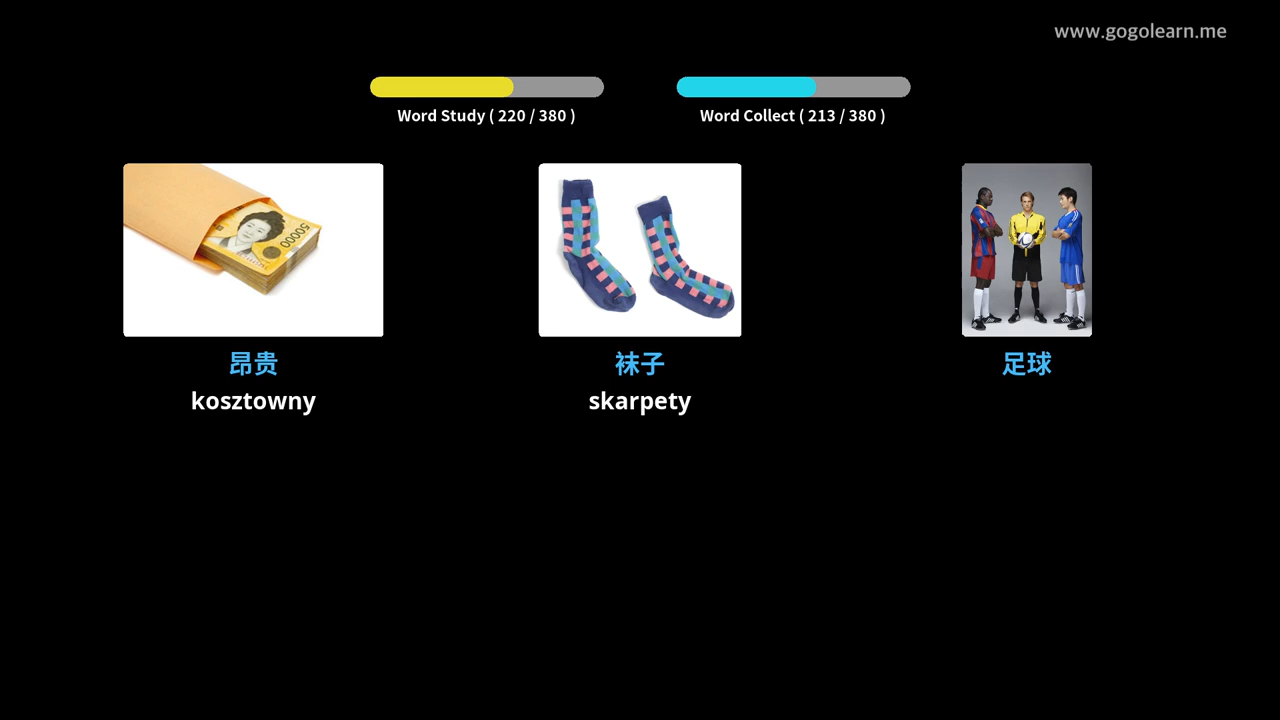 www.gogolearn.me
Word Study ( 220 / 380 )
Word Collect ( 213 / 380 )
50000
昂贵
袜子
足球
kosztowny
skarpety